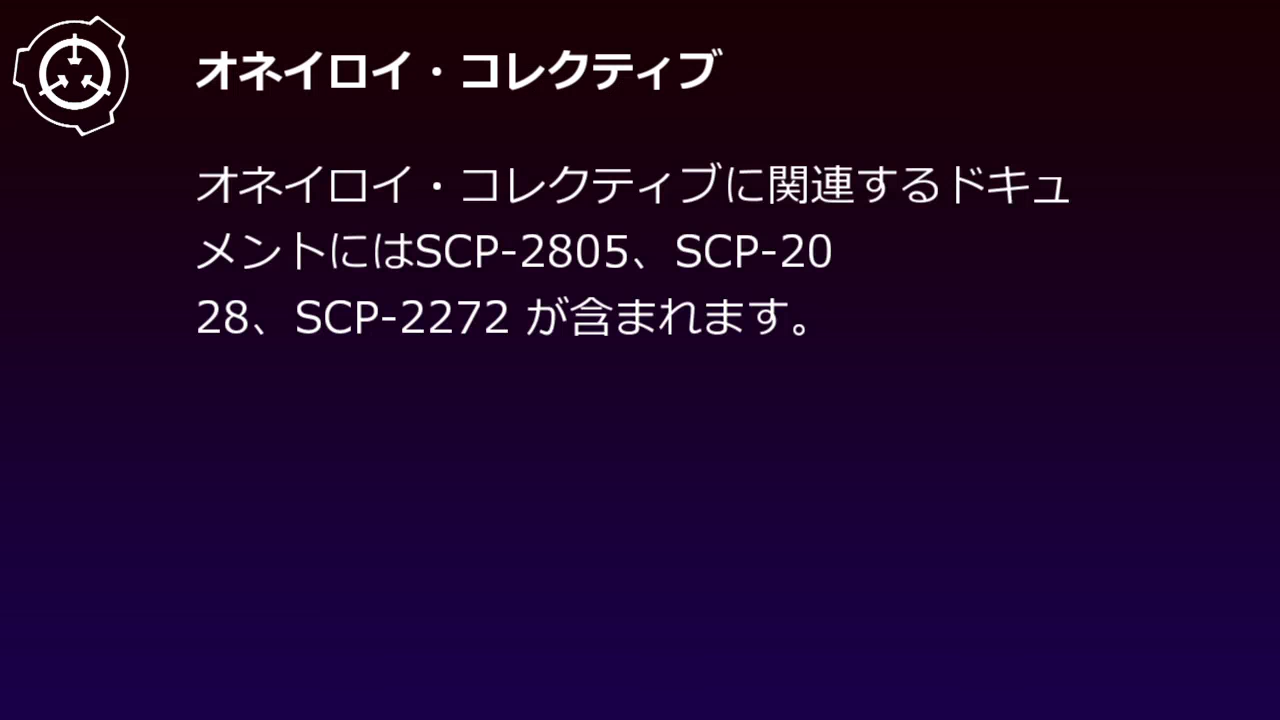 オネイロイ・コレクティブ
オネイロイ・コレクティブに関連するドキュ
メントにはSCP-2805、SCP-20
28、SCP-2272 が含まれます。